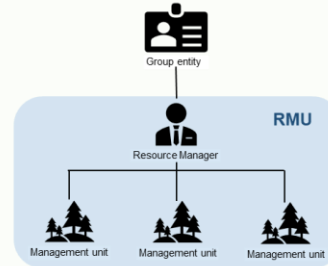 Group entity
RMU
Resource Manager
Management unit
Management unit
Management unit